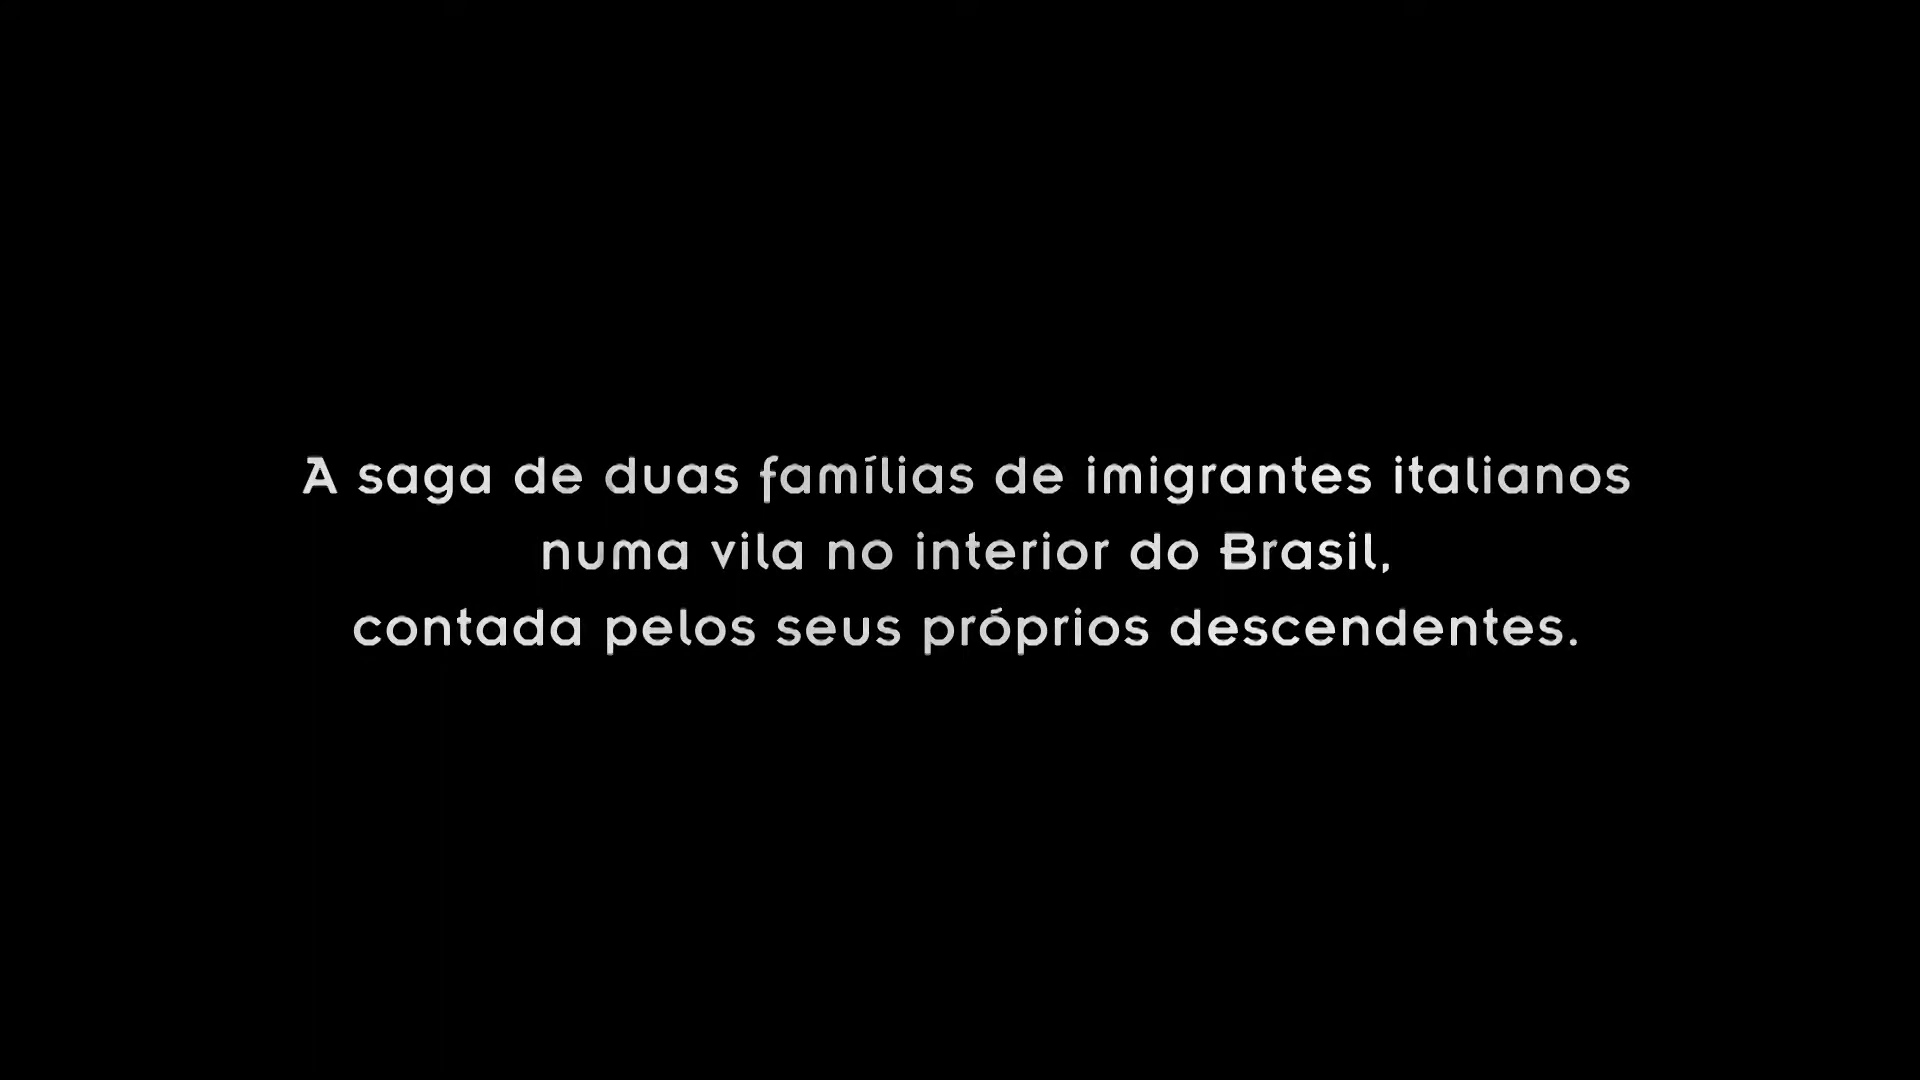 A saga de duas famílias de imigrantes italianos
numa vila no interior do Brasil,
contada pelos seus próprios descendentes.